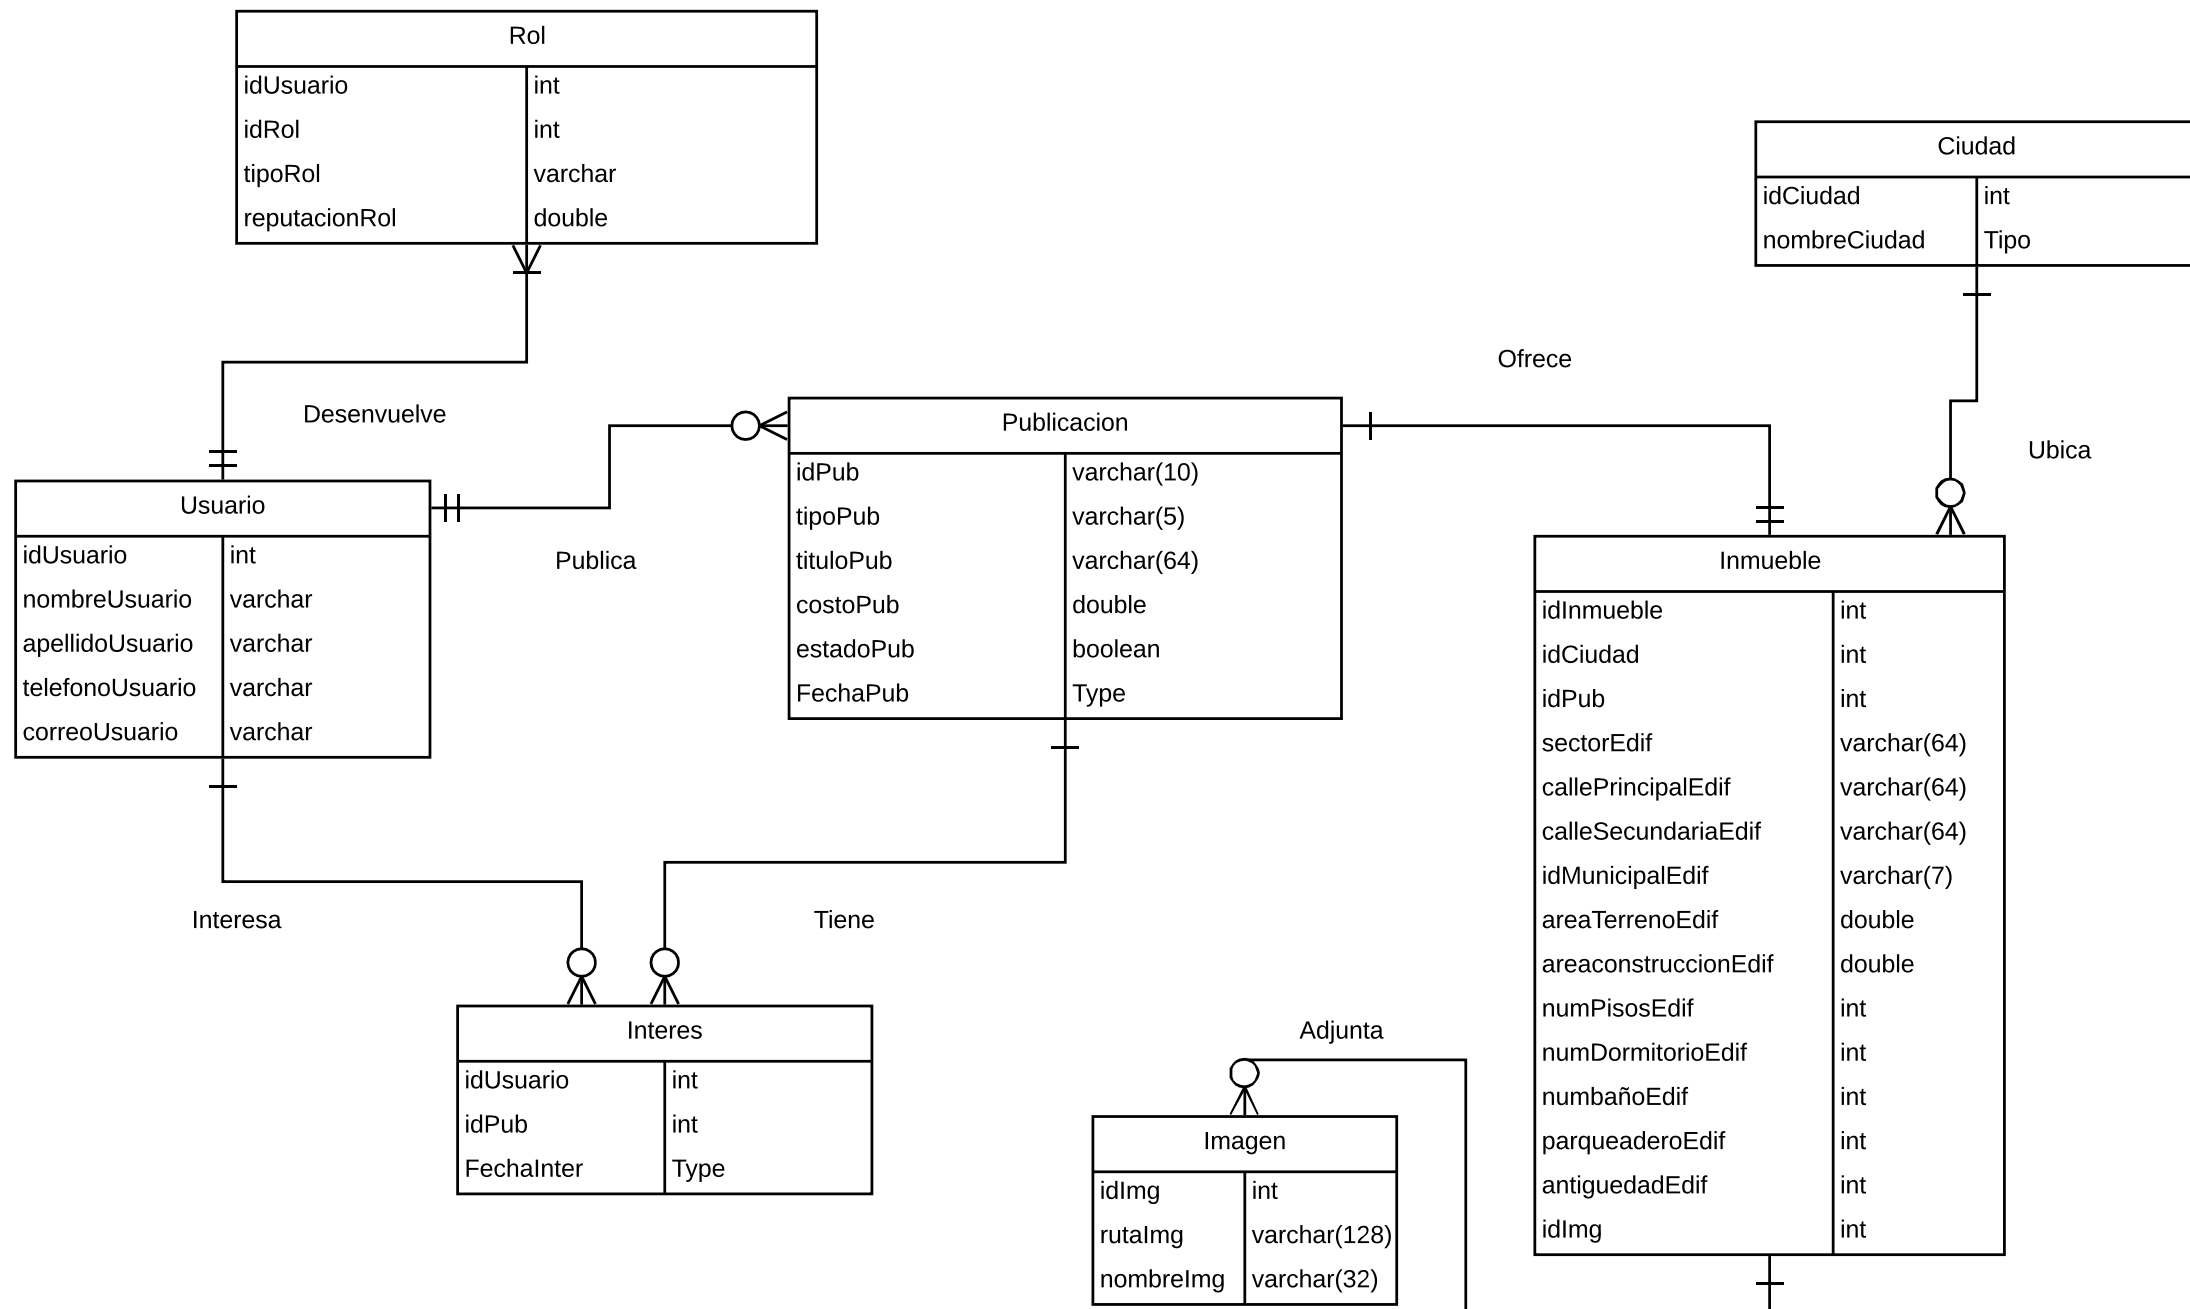 Rol
idUsuario int
idRol int
tipoRol varchar
reputacionRol double
Ciudad
idCiudad int
nombreCiudad Tipo
Desenvuelve
Ofrece
Ubica
Publica
Usuario
idUsuario int
nombreUsuario varchar
apellidoUsuario varchar
telefonoUsuario varchar
correoUsuario varchar
Publicacion
idPub varchar(10)
tipoPub varchar(5)
tituloPub varchar(64)
costoPub double
estadoPub boolean
FechaPub Type
Inmueble
idInmueble int
idCiudad int
idPub int
sectorEdif varchar(64)
callePrincipalEdif varchar(64)
calleSecundariaEdif varchar(64)
idMunicipalEdif varchar(7)
areaTerrenoEdif double
areaconstruccionEdif double
numPisosEdif int
numDormitorioEdif int
numbañoEdif int
parqueaderoEdif int
antiguedadEdif int
idImg int
Interesa
Tiene
Interes
idUsuario int
idPub int
FechaInter Type
Adjunta
Imagen
idImg int
rutaImg varchar(128)
nombreImg varchar(32)